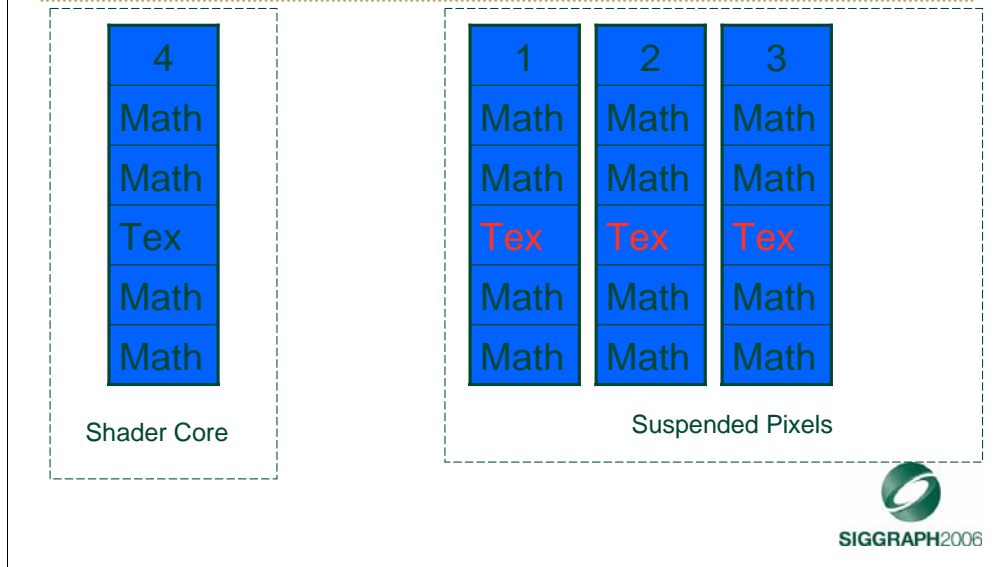 4
Math
Math
Tex
Math
Math
Shader Core
1 2 3
Math Math Math
Math Math Math
Tex Tex Tex
Math Math Math
Math Math Math
Suspended Pixels
SIGGRAPH2006